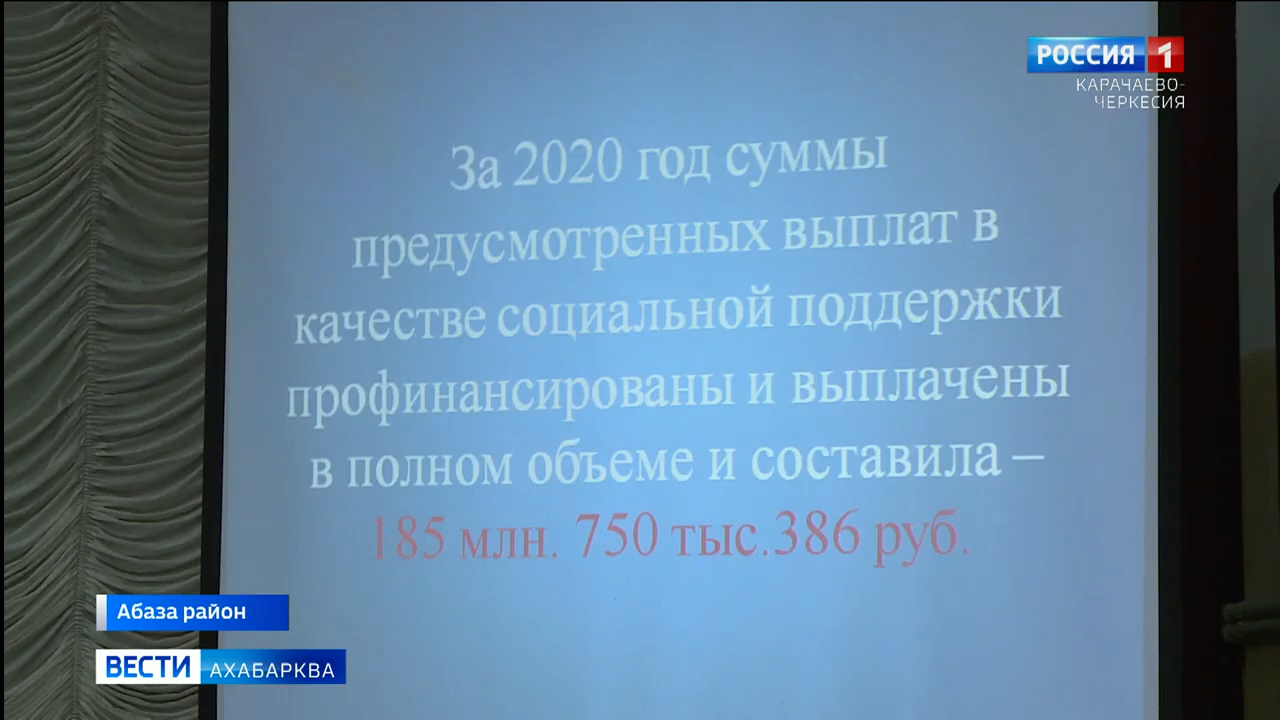 РОССИЯ 1
КАРАЧАЕВО-
ЧЕРКЕСИЯ
За 2020 год суммы
предусмотренных выплат в
качестве социальной поддержки
профинансированы и выплачены
в полном объеме и составила –
185 млн. 750 тыс.386 руб.
Абаза район
ВЕСТИ АХАБАРКВА